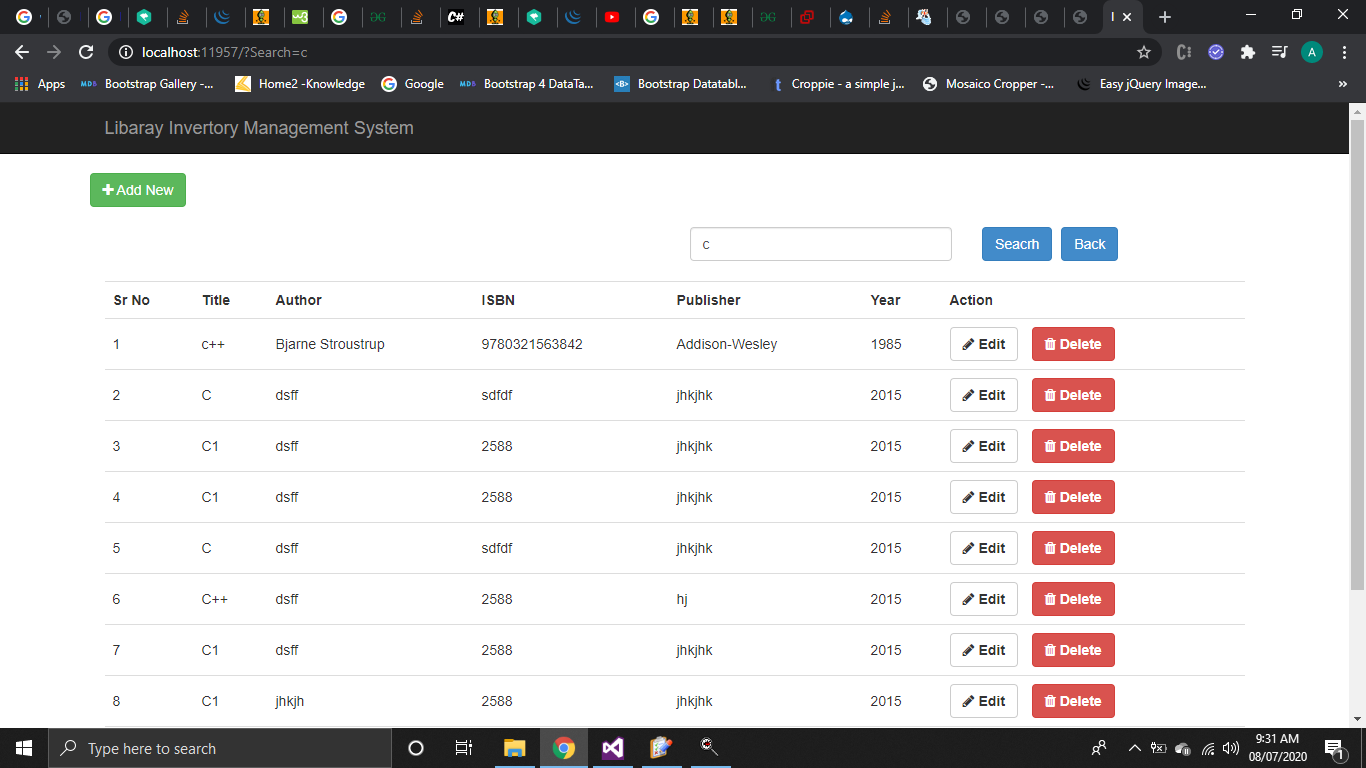 localhost:11957/?Search=c
A
Apps
Bootstrap Gallery -...
Home2 -Knowledge
Google
Bootstrap 4 DataTa...
Bootstrap Datatabl...
Croppie - a simple j...
Mosaico Cropper -...
Easy jQuery Image...
»
Libaray Invertory Management System
Add New
c
Seacrh
Back
Sr No Title Author ISBN Publisher Year Action
1 c++ Bjarne Stroustrup 9780321563842 Addison-Wesley 1985 Edit Delete
2 C dsff sdfdf jhkjhk 2015 Edit Delete
3 C1 dsff 2588 jhkjhk 2015 Edit Delete
4 C1 dsff 2588 jhkjhk 2015 Edit Delete
5 C dsff sdfdf jhkjhk 2015 Edit Delete
6 C++ dsff 2588 hj 2015 Edit Delete
7 C1 dsff 2588 jhkjhk 2015 Edit Delete
8 C1 jhkjh 2588 jhkjhk 2015 Edit Delete
Type here to search
9:31 AM
08/07/2020
1